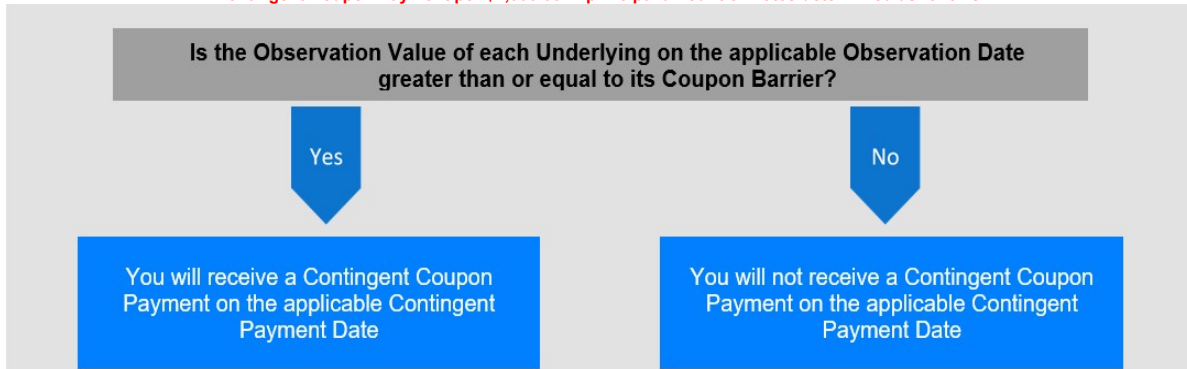 Is the Observation Value of each Underlying on the applicable Observation Date
greater than or equal to its Coupon Barrier?
Yes
No
You will receive a Contingent Coupon
Payment on the applicable Contingent
Payment Date
You will not receive a Contingent Coupon
Payment on the applicable Contingent
Payment Date